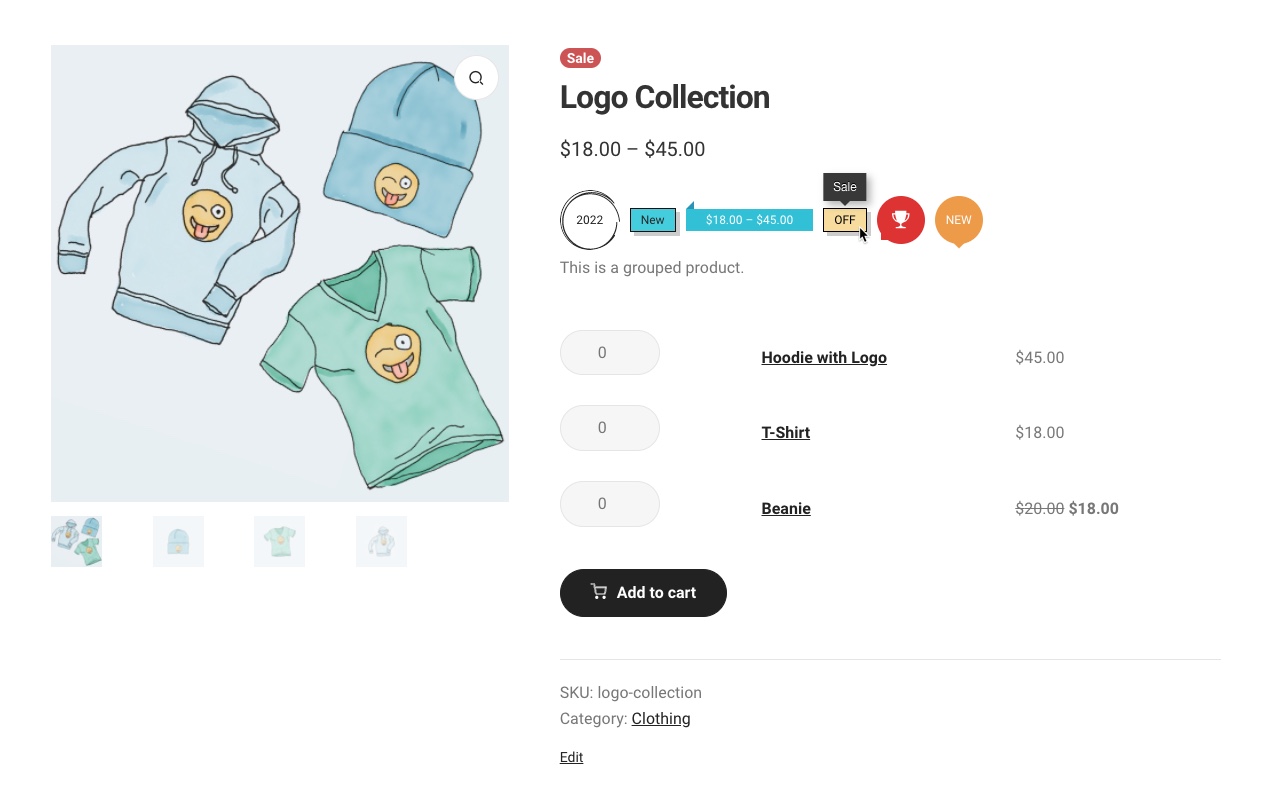 Sale
Logo Collection
$18.00 – $45.00
Sale
2022 New $18.00 – $45.00 OFF NEW
This is a grouped product.
0 Hoodie with Logo $45.00
0 T-Shirt $18.00
0 Beanie $20.00 $18.00
Add to cart
SKU: logo-collection
Category: Clothing
Edit